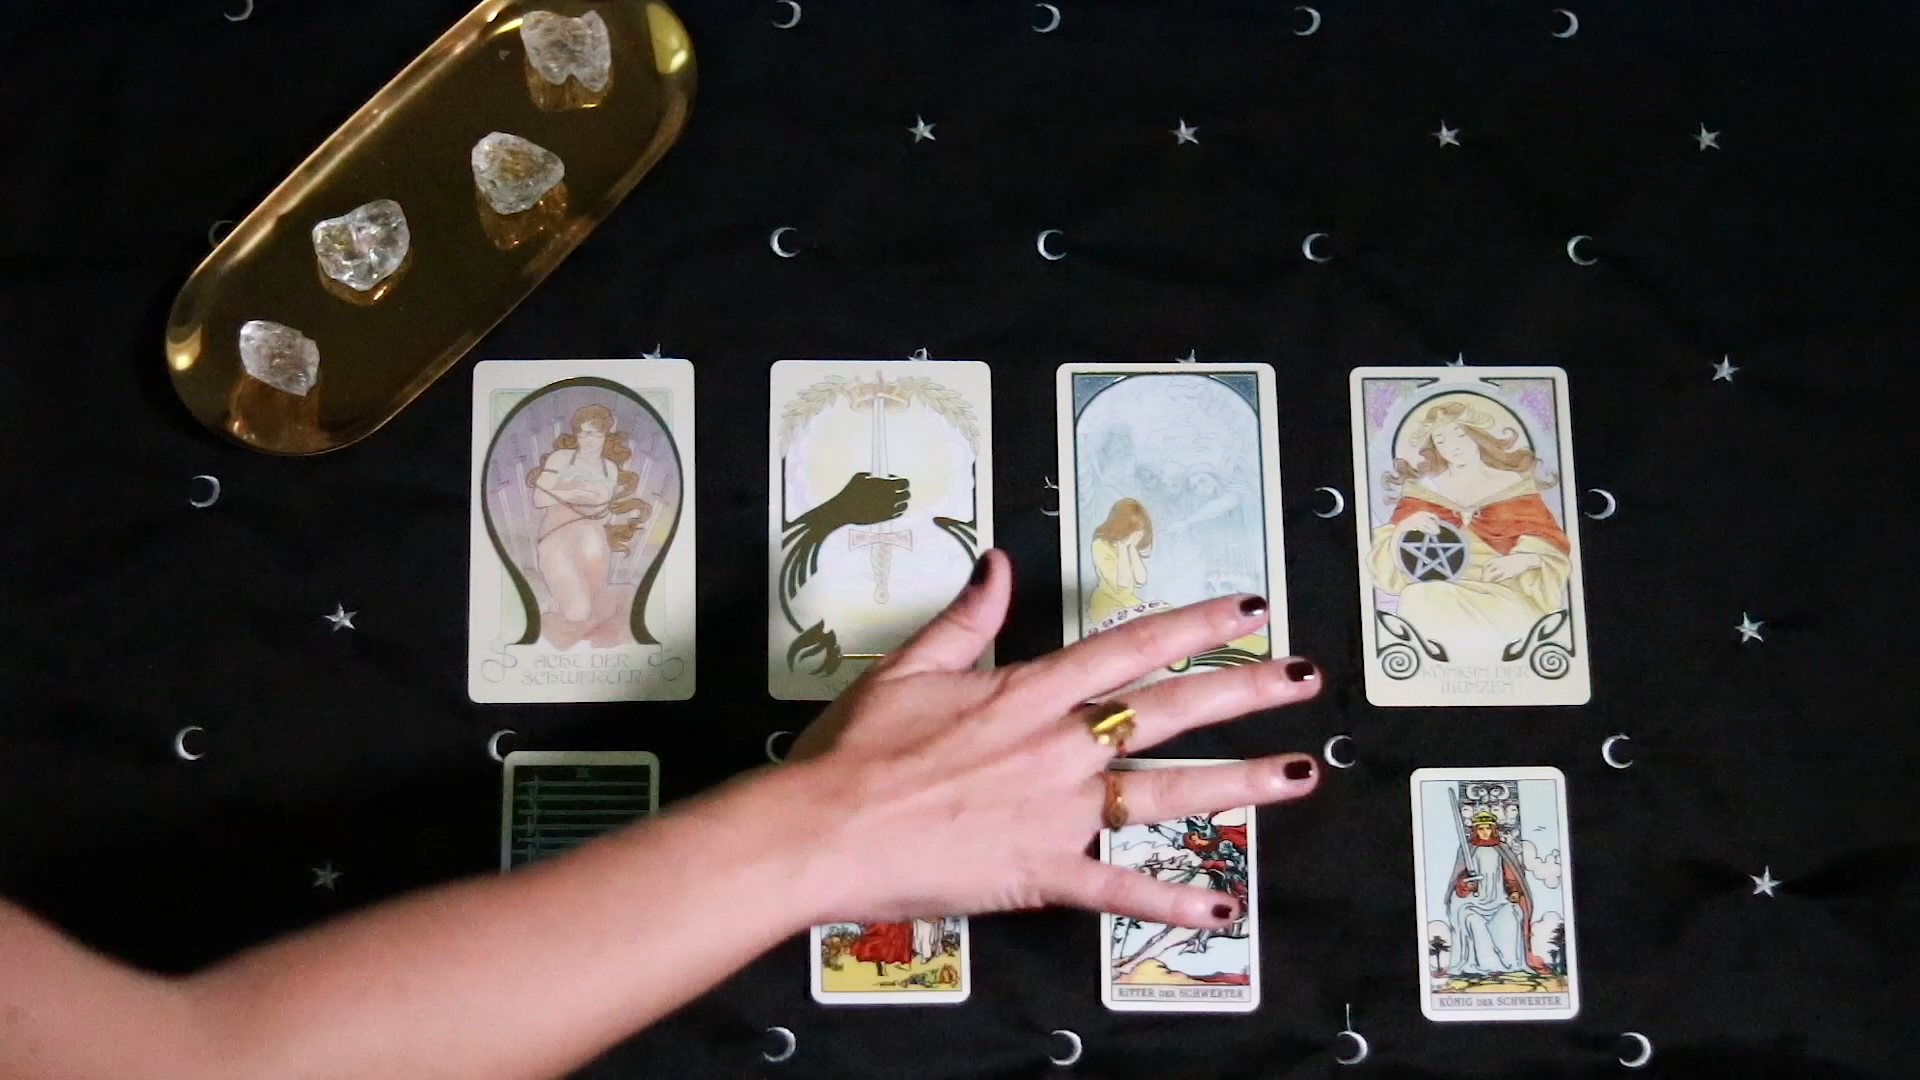 ACHT DER
SCHWERTER
KÖNIGIN DER
MÜNZEN
RITTER DER SCHWERTER
KÖNIG DER SCHWERTER